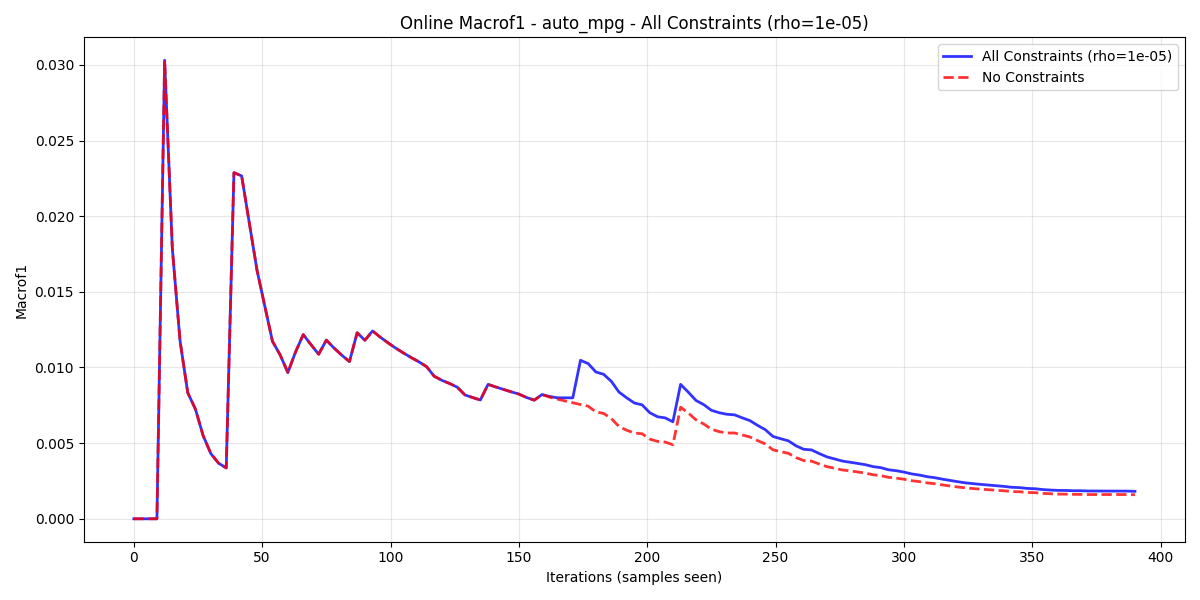 Online Macrof1 - auto_mpg - All Constraints (rho=1e-05)
All Constraints (rho=1e-05)
No Constraints
Macrof1
0.030
0.025
0.020
0.015
0.010
0.005
0.000
0 50 100 150 200 250 300 350 400
Iterations (samples seen)